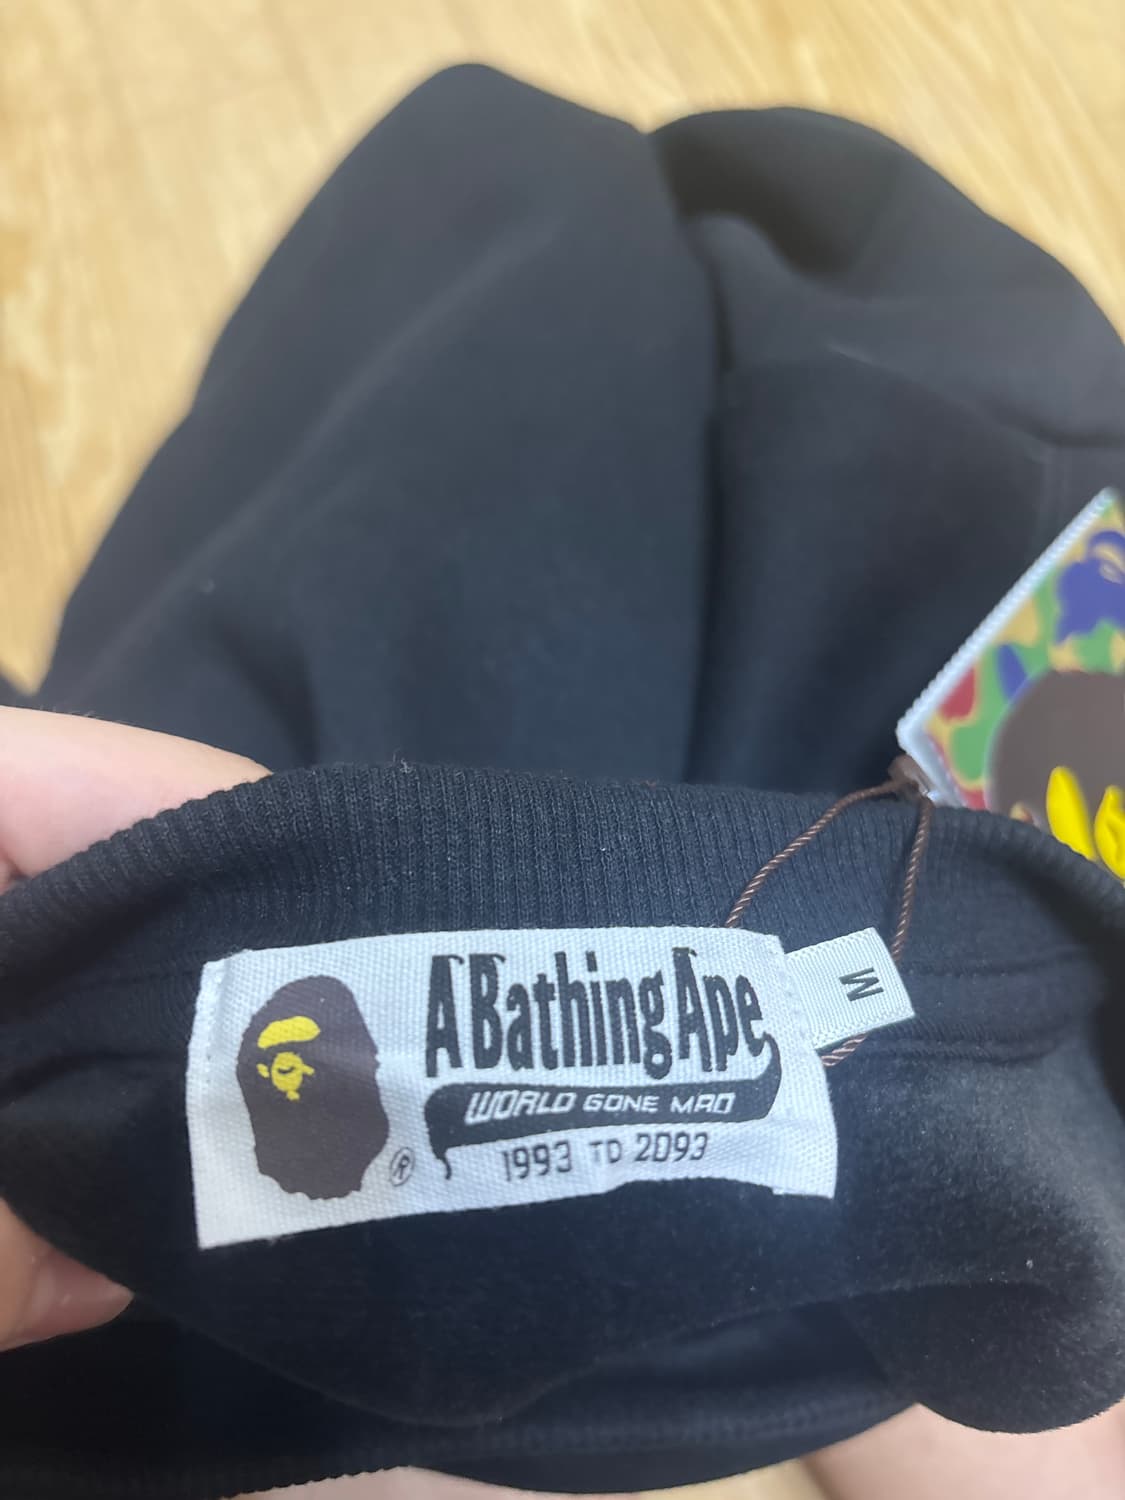 A Bathing Ape
WORLD GONE MAD
1993 TO 2093
®
M